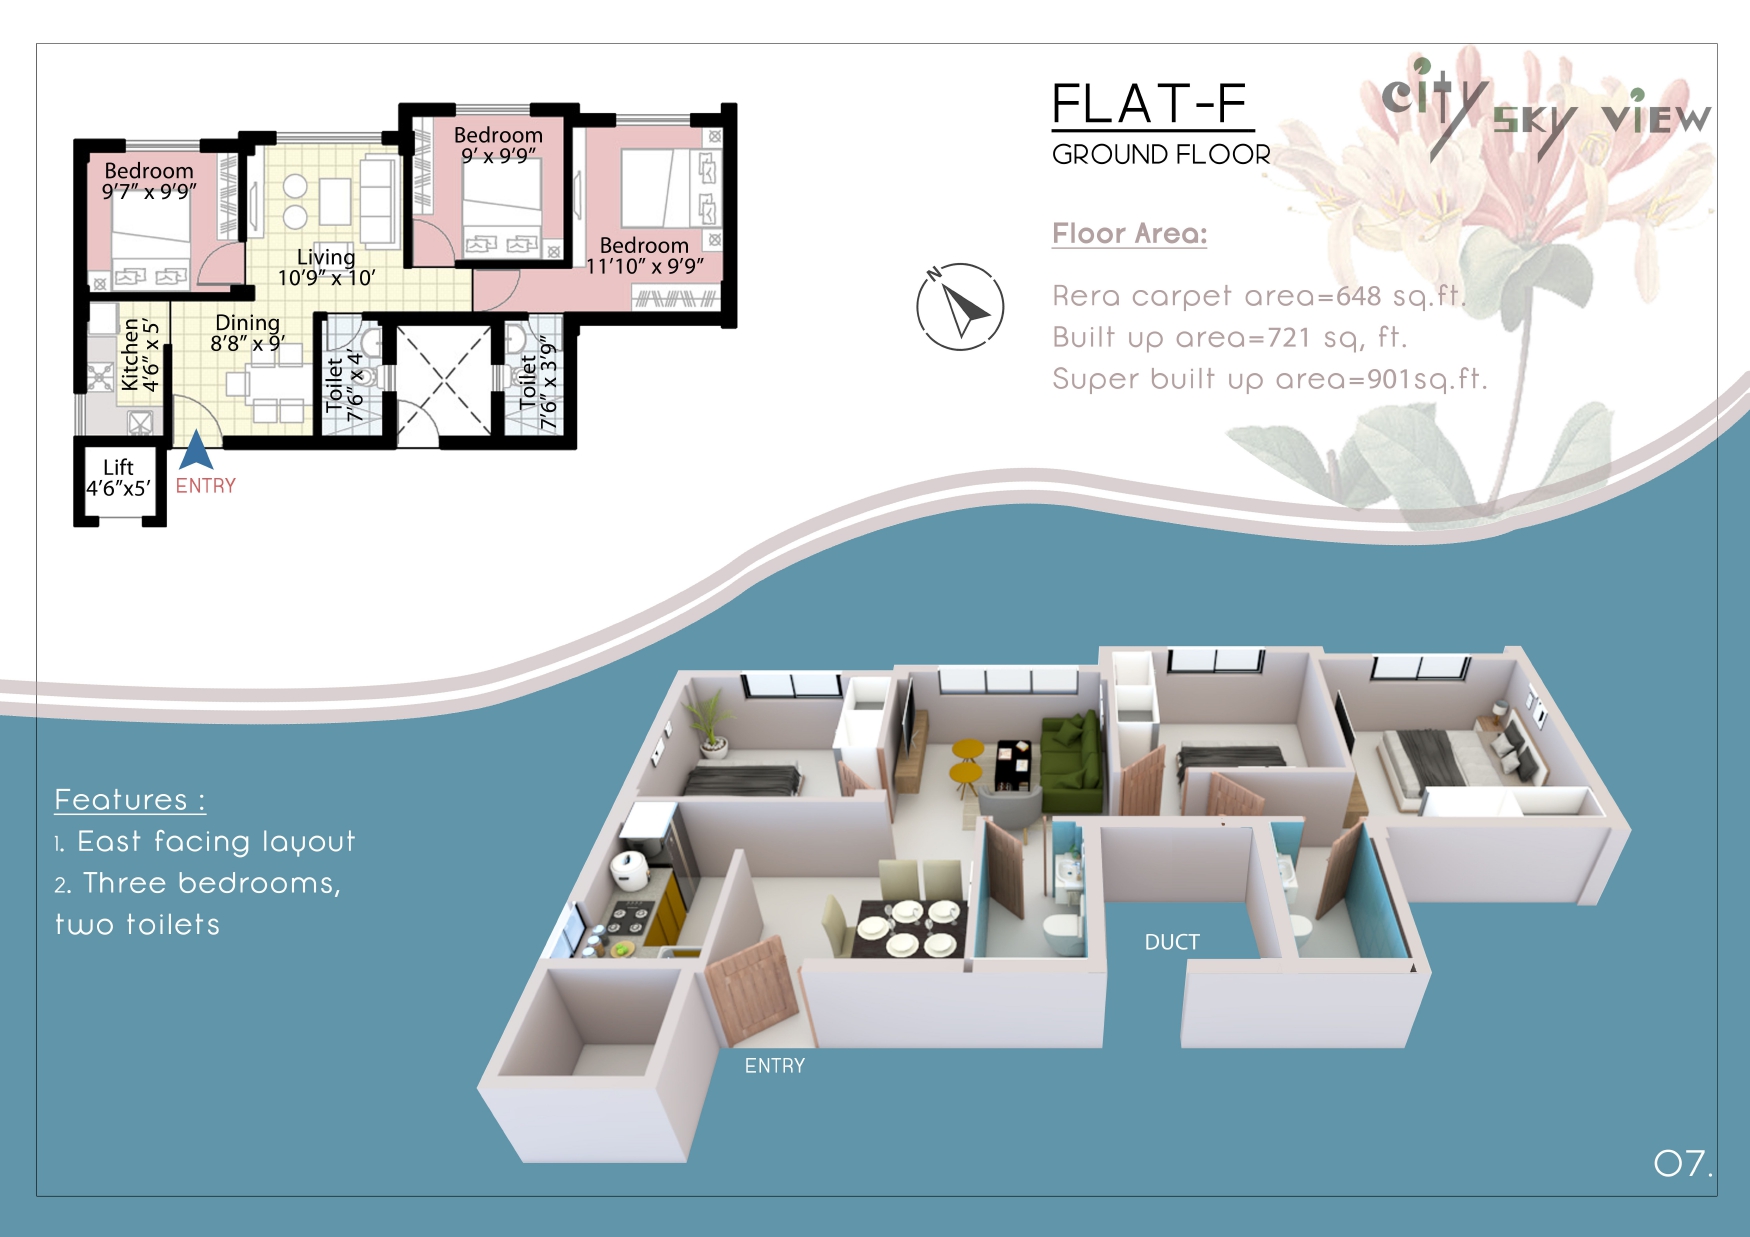 Bedroom
9'7" x 9'9"
Living
10'9" x 10'
Bedroom
9' x 9'9"
Bedroom
11'10" x 9'9"
Kitchen
4'6" x 5'
Dining
8'8" x 9'
Toilet
7'6" x 4'
Toilet
7'6" x 3'9"
Lift
4'6"x5'
ENTRY
N
FLAT-F
GROUND FLOOR
City SKY VIEW
Floor Area:
Rera carpet area=648 sq.ft.
Built up area=721 sq, ft.
Super built up area=901sq.ft.
Features :
1. East facing layout
2. Three bedrooms,
two toilets
DUCT
ENTRY
07.